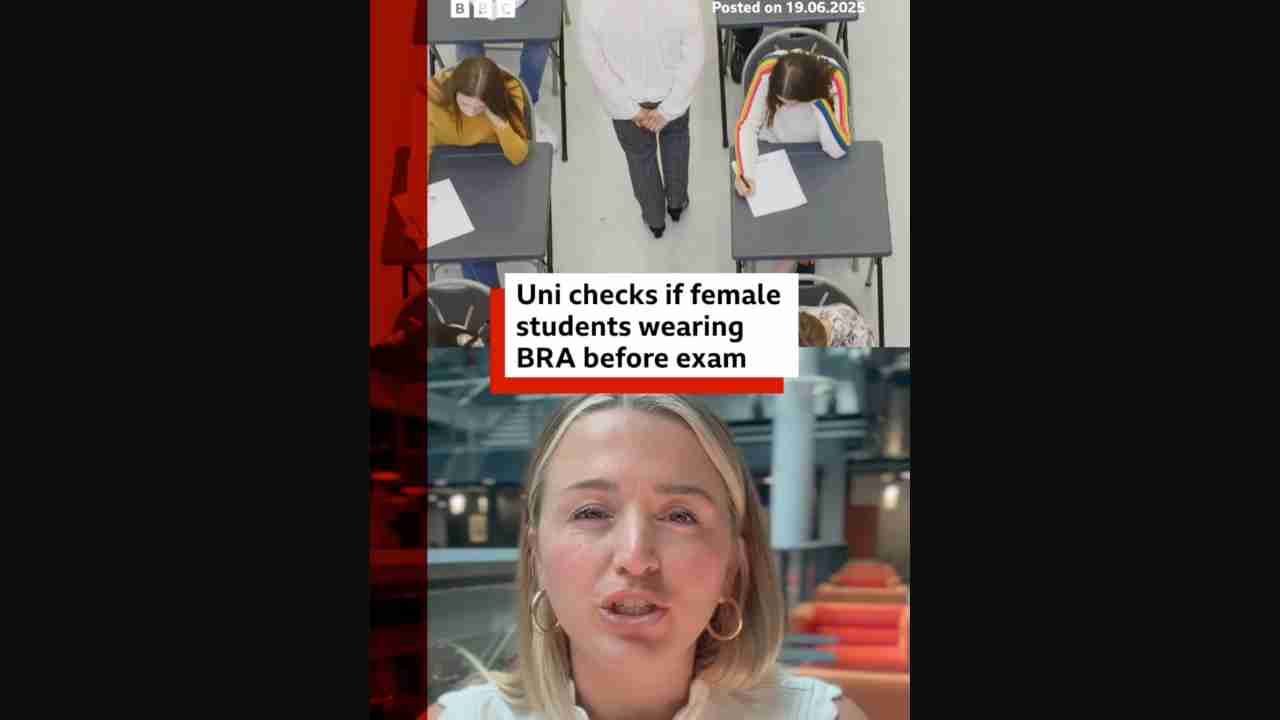 BBC
Posted on 19.06.2025
Uni checks if female
students wearing
BRA before exam